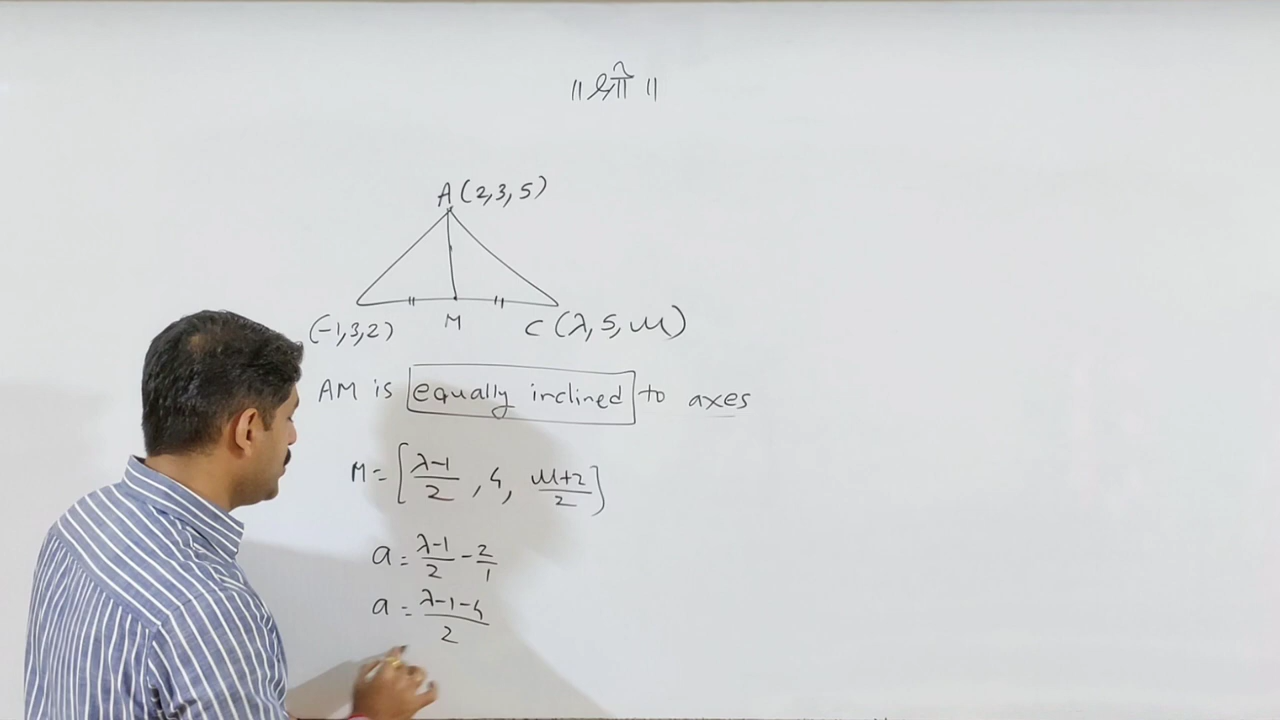 ॥ श्री ॥
A (2,3,5)
(-1,3,2) M C (λ, 5, μ)
AM is equally inclined to axes
M = [λ-1/2, 4, μ+2/2]
a = λ-1/2 - 2/1
a = λ-1-4/2